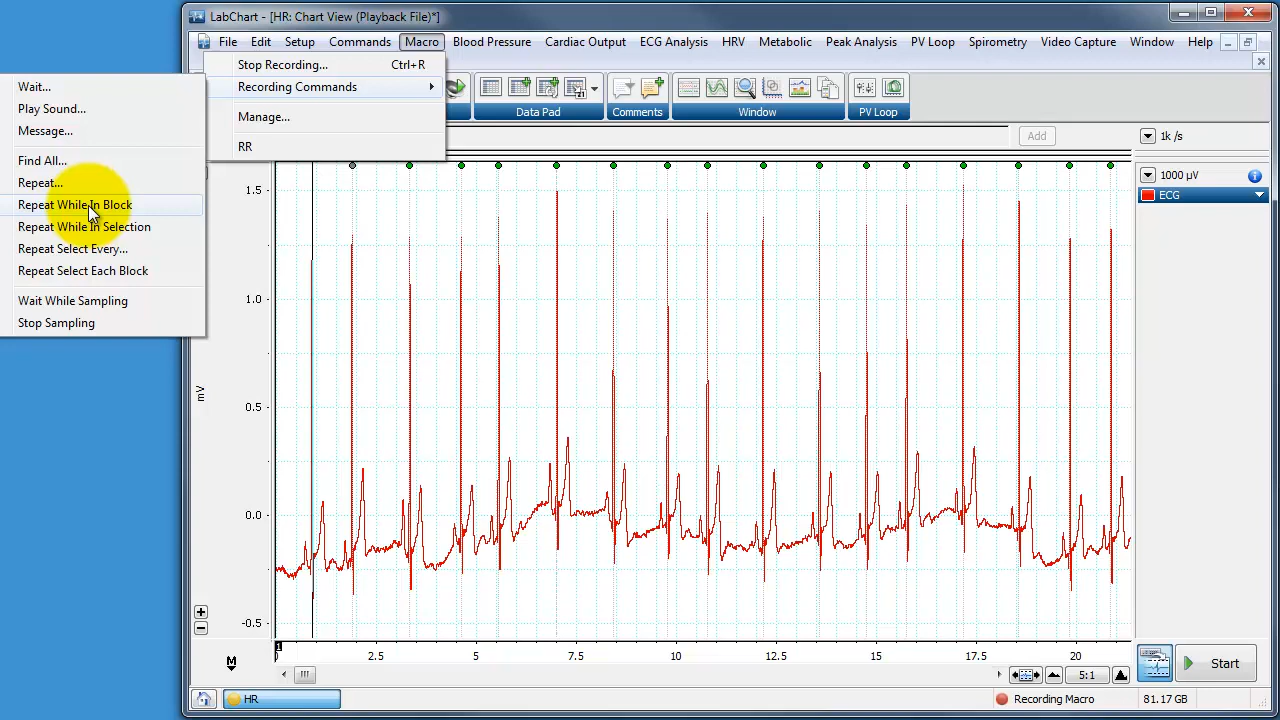 LabChart - [HR: Chart View (Playback File)*]
File Edit Setup Commands Macro Blood Pressure Cardiac Output ECG Analysis HRV Metabolic Peak Analysis PV Loop Spirometry Video Capture Window Help
Stop Recording... Ctrl+R
Recording Commands
Manage...
RR
Wait...
Play Sound...
Message...
Find All...
Repeat...
Repeat While In Block
Repeat While In Selection
Repeat Select Every...
Repeat Select Each Block
Wait While Sampling
Stop Sampling
Data Pad Comments Window PV Loop
Add 1k /s
1000 µV
ECG
1.5
1.0
0.5
0.0
-0.5
mV
1
2.5 5 7.5 10 12.5 15 17.5 20
M
5:1 Start
HR Recording Macro 81.17 GB